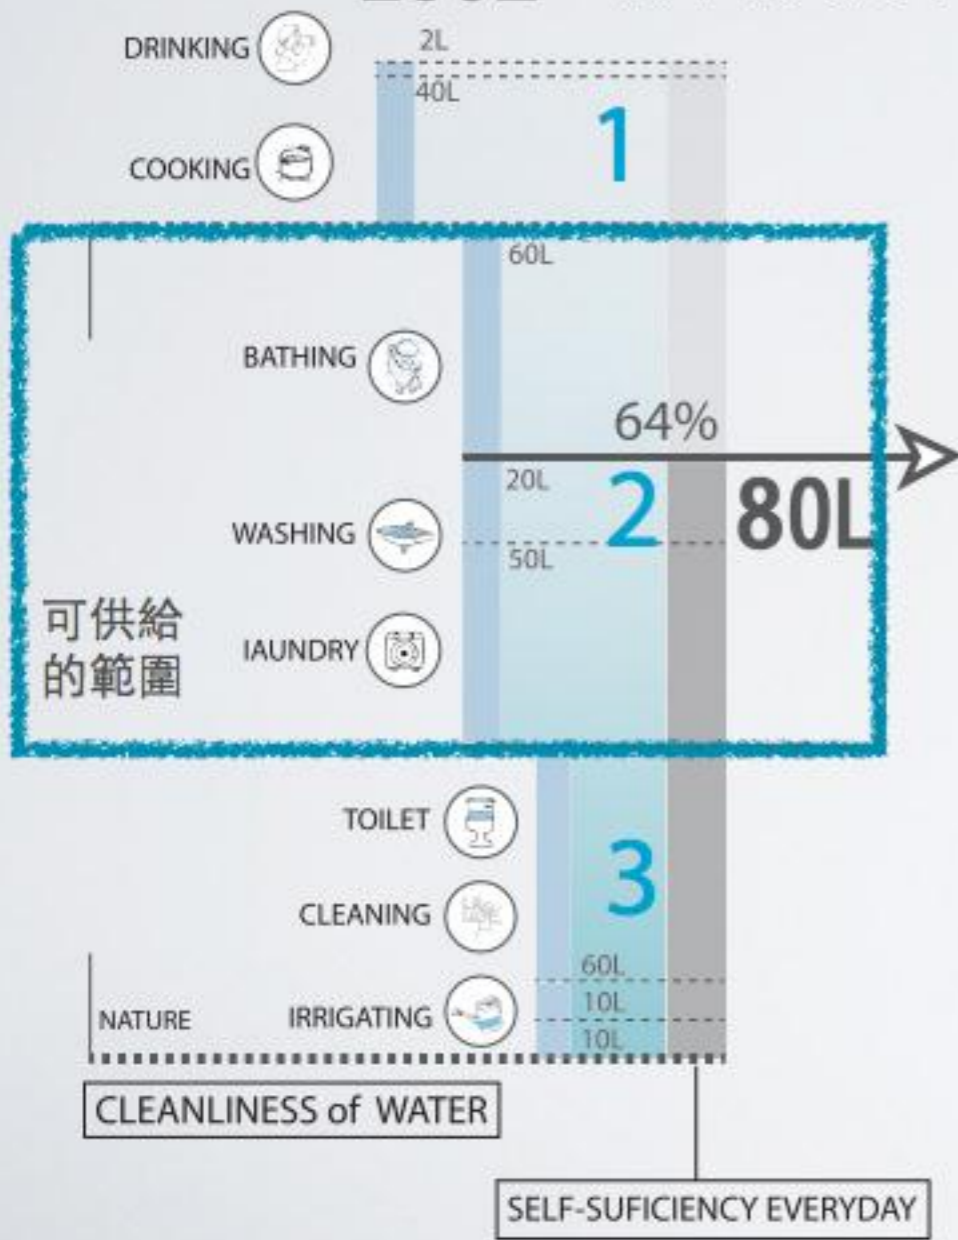 DRINKING
2L
40L
COOKING
1
60L
BATHING
64%
20L
2
80L
WASHING
50L
可供給
的範圍
IAUNDRY
TOILET
3
CLEANING
60L
10L
NATURE
IRRIGATING
10L
CLEANLINESS of WATER
SELF-SUFICIENCY EVERYDAY